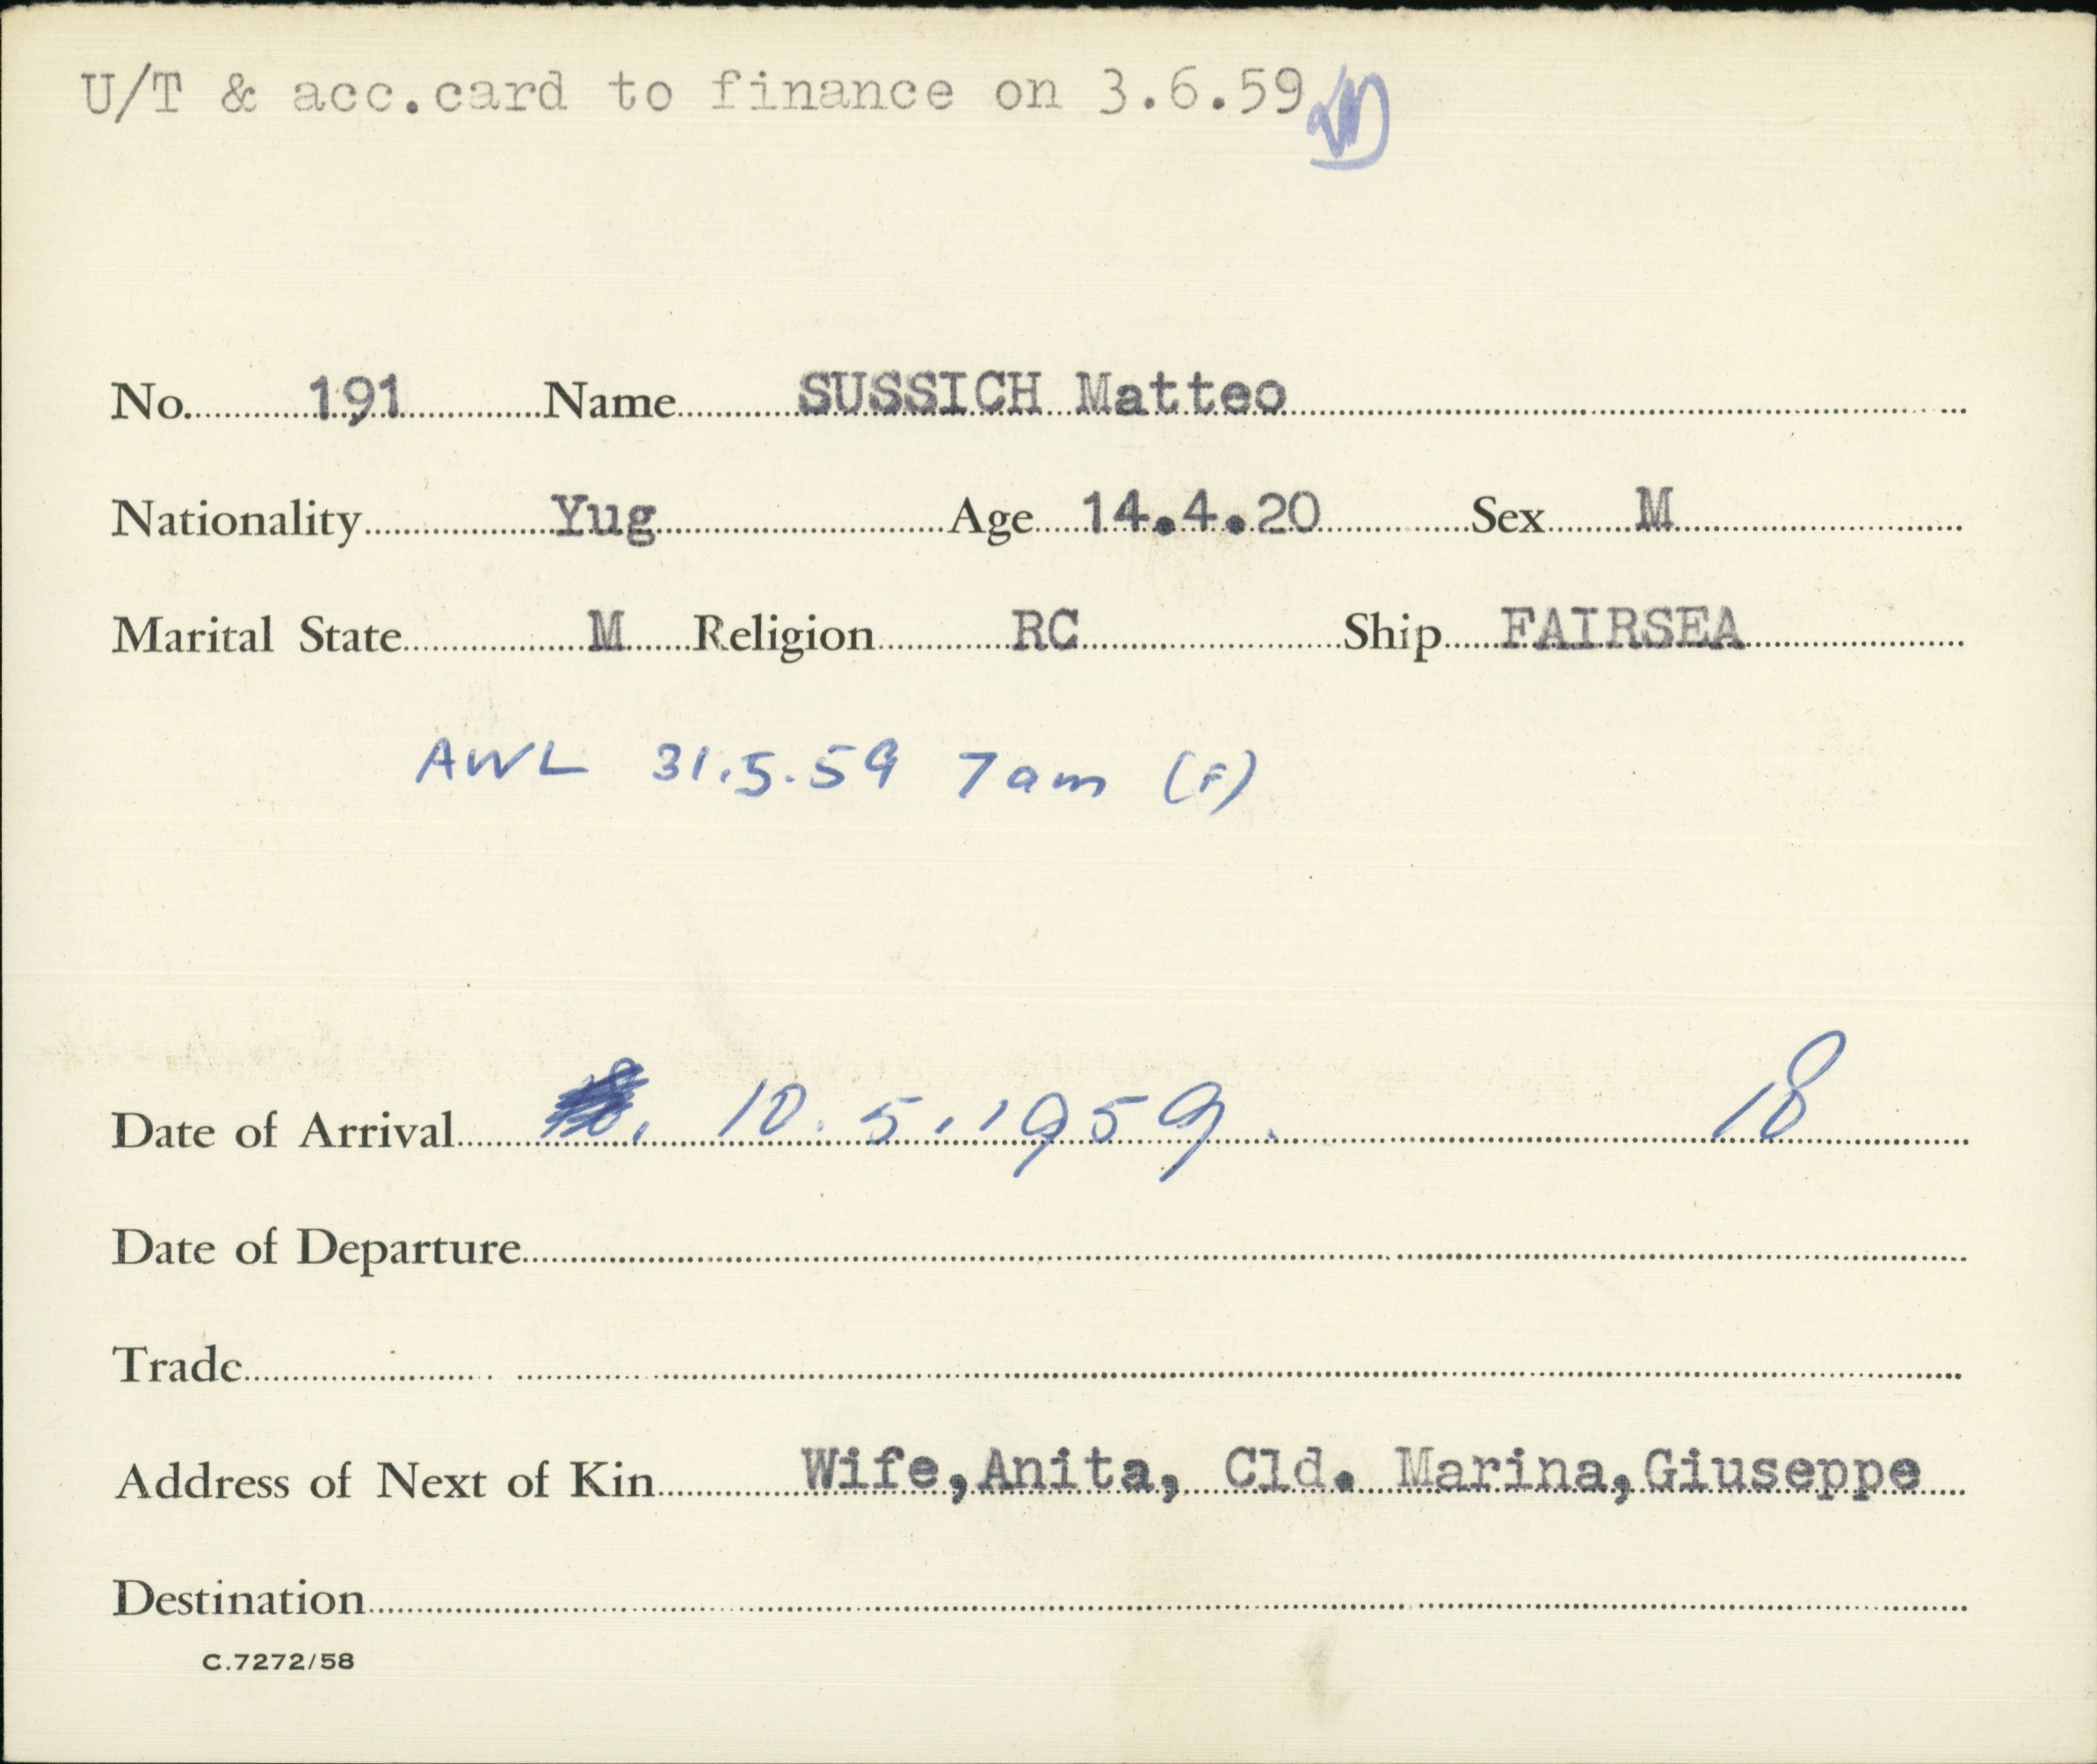 U/T & acc.card to finance on 3.6.59
No. 191 Name SUSSICH Matteo
Nationality Yug Age 14.4.20 Sex M
Marital State M Religion RC Ship FAIRSEA
AWL 31.5.59 7am (F)
Date of Arrival 10.5.1959. 18
Date of Departure
Trade
Address of Next of Kin Wife,Anita, Cld. Marina,Giuseppe
Destination
C.7272/58